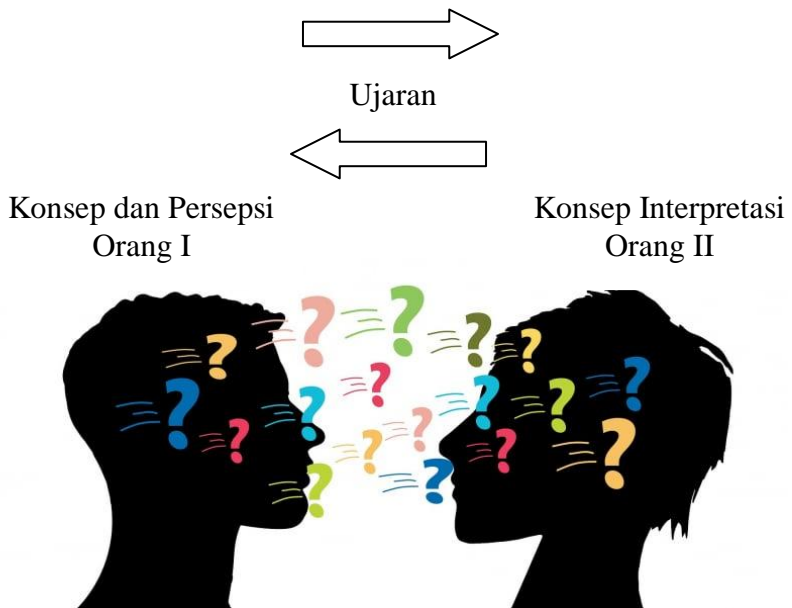 Ujaran
Konsep dan Persepsi
Orang I
Konsep Interpretasi
Orang II